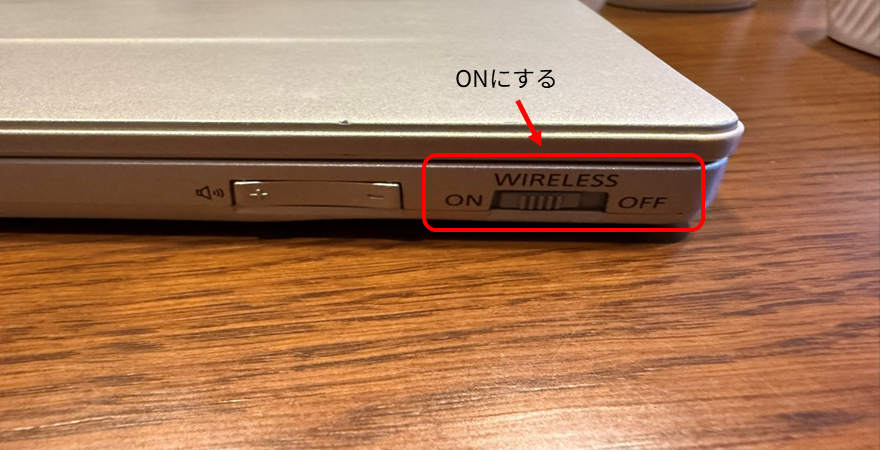 ONにする
WIRELESS
ON OFF
+ -